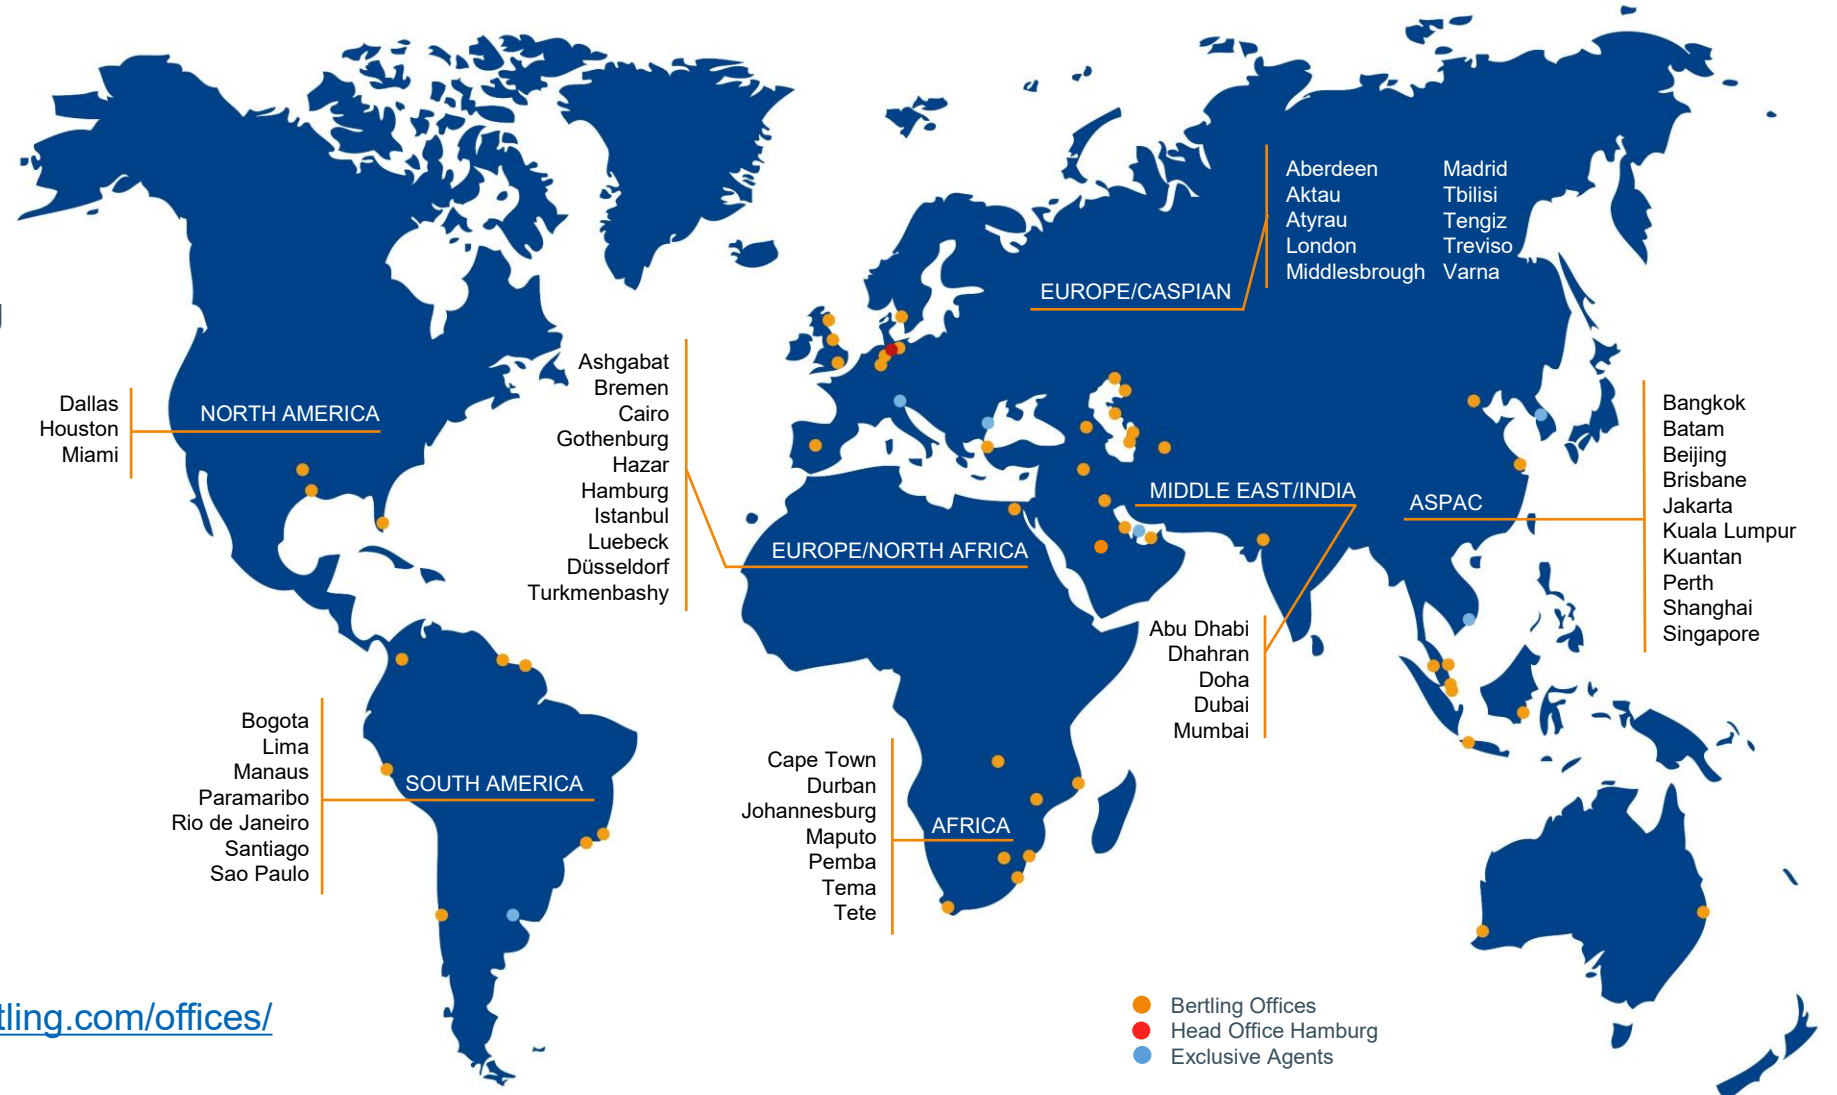 Aberdeen
Aktau
Atyrau
London
Middlesbrough
Madrid
Tbilisi
Tengiz
Treviso
Varna
EUROPE/CASPIAN
Ashgabat
Bremen
Cairo
Gothenburg
Hazar
Hamburg
Istanbul
Luebeck
Düsseldorf
Turkmenbashy
EUROPE/NORTH AFRICA
Dallas
Houston
Miami
NORTH AMERICA
MIDDLE EAST/INDIA
Abu Dhabi
Dhahran
Doha
Dubai
Mumbai
ASPAC
Bangkok
Batam
Beijing
Brisbane
Jakarta
Kuala Lumpur
Kuantan
Perth
Shanghai
Singapore
Bogota
Lima
Manaus
Paramaribo
Rio de Janeiro
Santiago
Sao Paulo
SOUTH AMERICA
Cape Town
Durban
Johannesburg
Maputo
Pemba
Tema
Tete
AFRICA
tling.com/offices/
Bertling Offices
Head Office Hamburg
Exclusive Agents